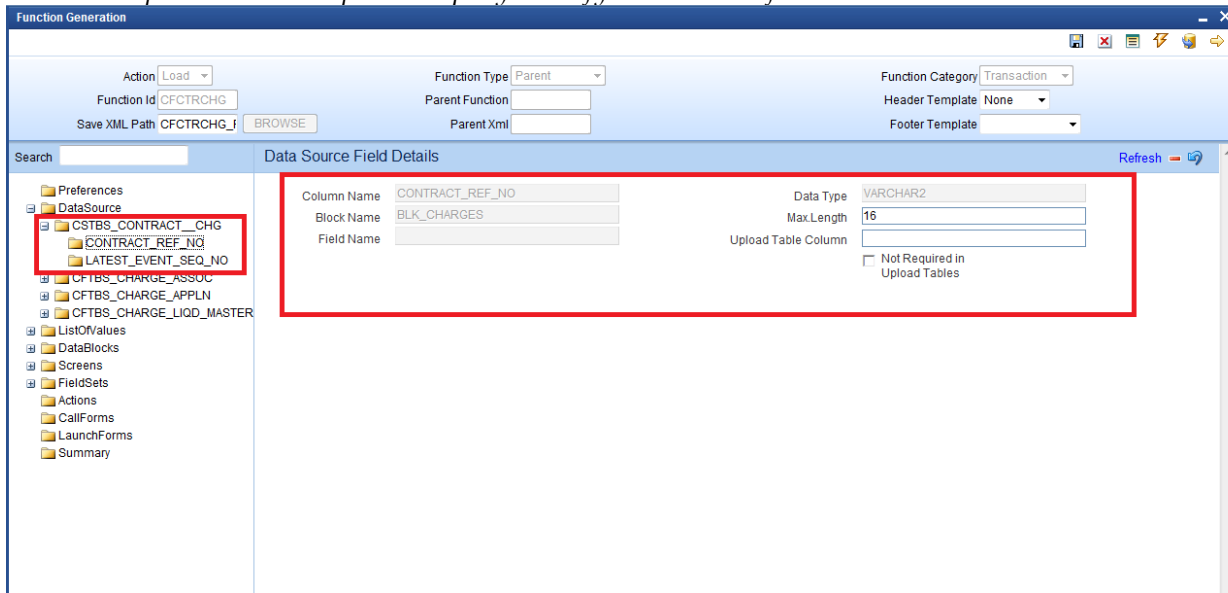 Function Generation
Action Load
Function Type Parent
Function Category Transaction
Function Id CFCTRCHG
Parent Function
Header Template None
Save XML Path CFCTRCHG_F BROWSE
Parent Xml
Footer Template
Search
Data Source Field Details
Refresh
Preferences
DataSource
CSTBS_CONTRACT__CHG
CONTRACT_REF_NO
LATEST_EVENT_SEQ_NO
CFTBS_CHARGE_ASSOC
CFTBS_CHARGE_APPLN
CFTBS_CHARGE_LIQD_MASTER
ListOfValues
DataBlocks
Screens
FieldSets
Actions
CallForms
LaunchForms
Summary
Column Name CONTRACT_REF_NO
Data Type VARCHAR2
Block Name BLK_CHARGES
Max.Length 16
Field Name
Upload Table Column
Not Required in
Upload Tables